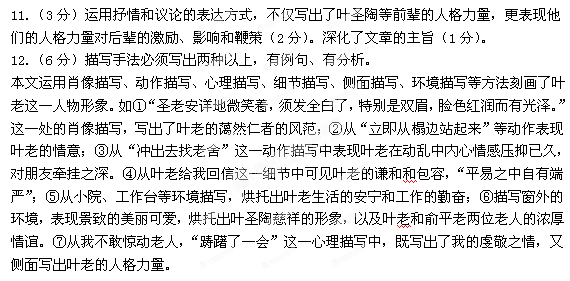 11.（3 分）运用抒情和议论的表达方式，不仅写出了叶圣陶等前辈的人格力量，更表现他
们的人格力量对后辈的激励、影响和鞭策（2 分）。深化了文章的主旨（1 分）。
12.（6 分）描写手法必须写出两种以上，有例句、有分析。
本文运用肖像描写、动作描写、心理描写、细节描写、侧面描写、环境描写等方法刻画了叶
老这一人物形象。如①“圣老安详地微笑着，须发全白了，特别是双眉，脸色红润而有光泽。”
这一处的肖像描写，写出了叶老的蔼然仁者的风范；②从“立即从榻边站起来”等动作表现
叶老的情意；③从“冲出去找老舍”这一动作描写中表现叶老在动乱中内心情感压抑已久，
对朋友牵挂之深。④从叶老给我回信这一细节中可见叶老的谦和和包容，“平易之中自有端
严”；⑤从小院、工作台等环境描写，烘托出叶老生活的安宁和工作的勤奋；⑥描写窗外的
环境，表现景致的美丽可爱，烘托出叶圣陶慈祥的形象，以及叶老和俞平老两位老人的浓厚
情谊。⑦从我不敢惊动老人，“踌躇了一会”这一心理描写中，既写出了我的虔敬之情，又
侧面写出叶老的人格力量。